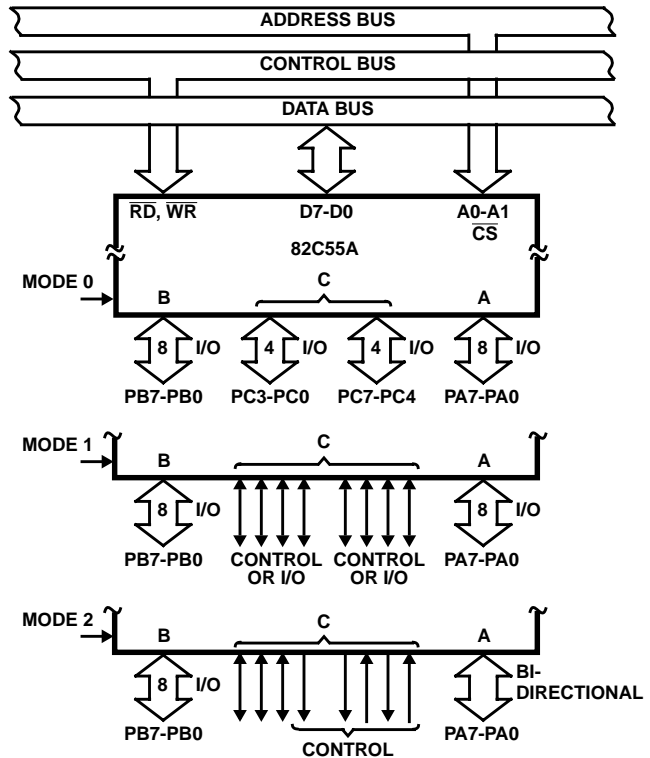 ADDRESS BUS
CONTROL BUS
DATA BUS
RD, WR
D7-D0
A0-A1
CS
82C55A
MODE 0
B
C
A
8 I/O
4 I/O
4 I/O
8 I/O
PB7-PB0
PC3-PC0
PC7-PC4
PA7-PA0
MODE 1
B
C
A
8 I/O
8 I/O
PB7-PB0
CONTROL
OR I/O
CONTROL
OR I/O
PA7-PA0
MODE 2
B
C
A
8 I/O
BI-
DIRECTIONAL
PB7-PB0
CONTROL
PA7-PA0